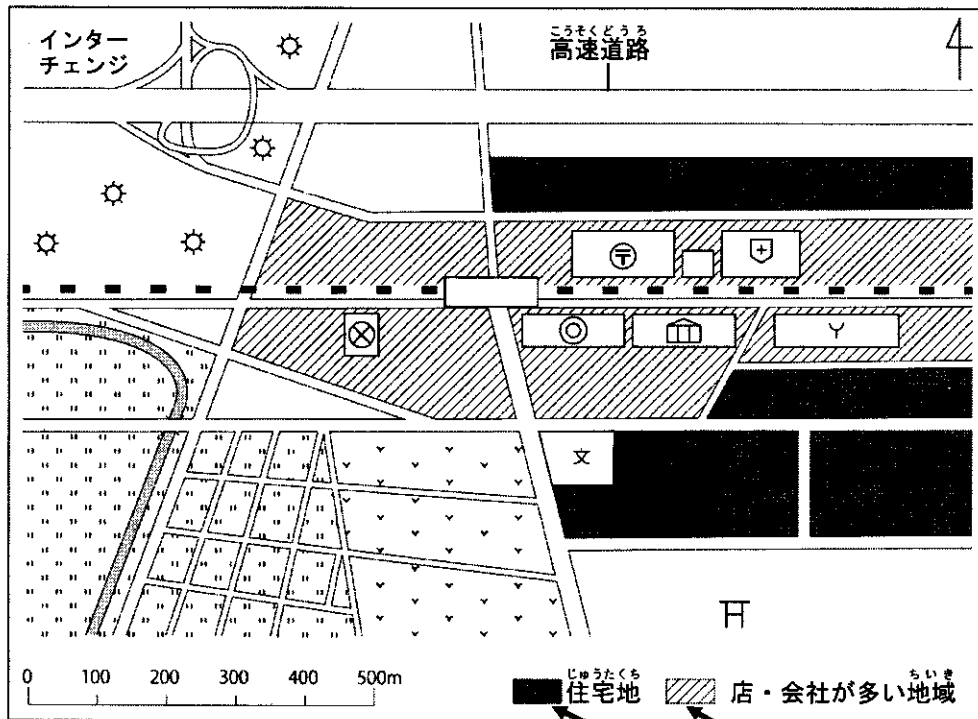 インター
チェンジ
こうそくどうろ
高速道路
文
0 100 200 300 400 500m
じゅうたくち
住宅地
ちいき
店・会社が多い地域